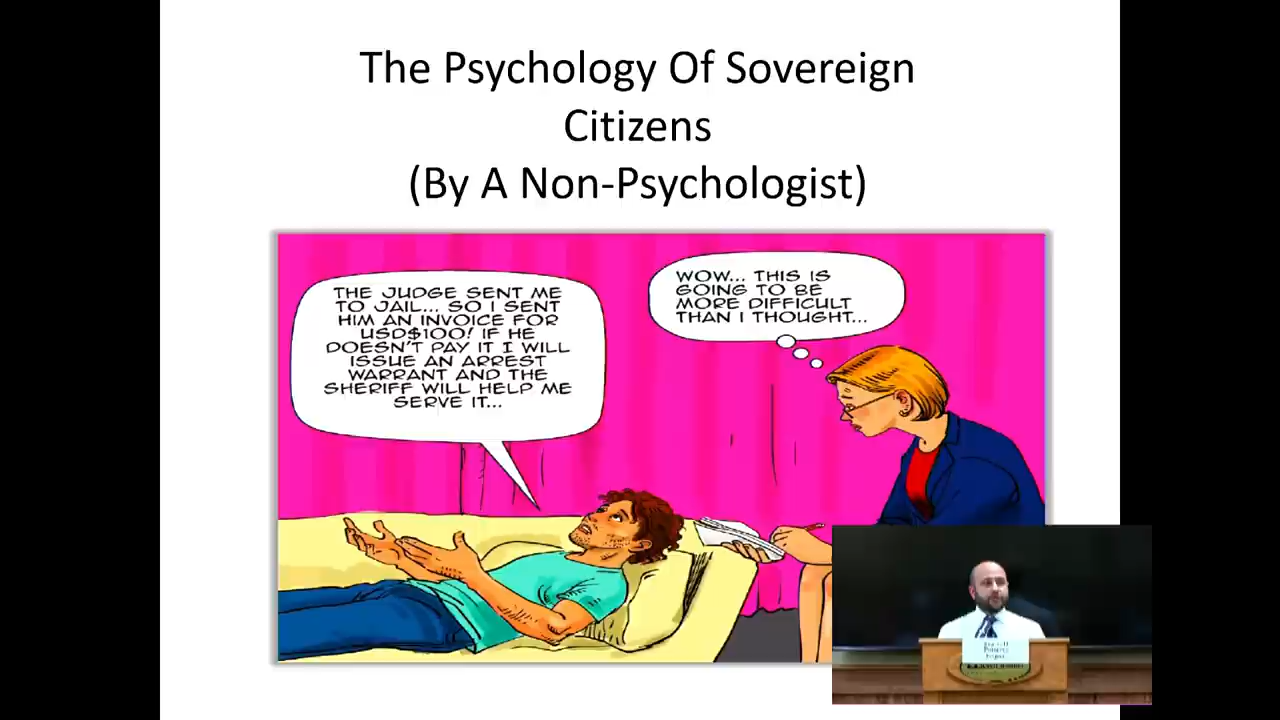 The Psychology Of Sovereign
Citizens
(By A Non-Psychologist)
THE JUDGE SENT ME
TO JAIL... SO I SENT
HIM AN INVOICE FOR
USD$100! IF HE
DOESN'T PAY IT I WILL
ISSUE AN ARREST
WARRANT AND THE
SHERIFF WILL HELP ME
SERVE IT...
WOW... THIS IS
GOING TO BE
MORE DIFFICULT
THAN I THOUGHT...